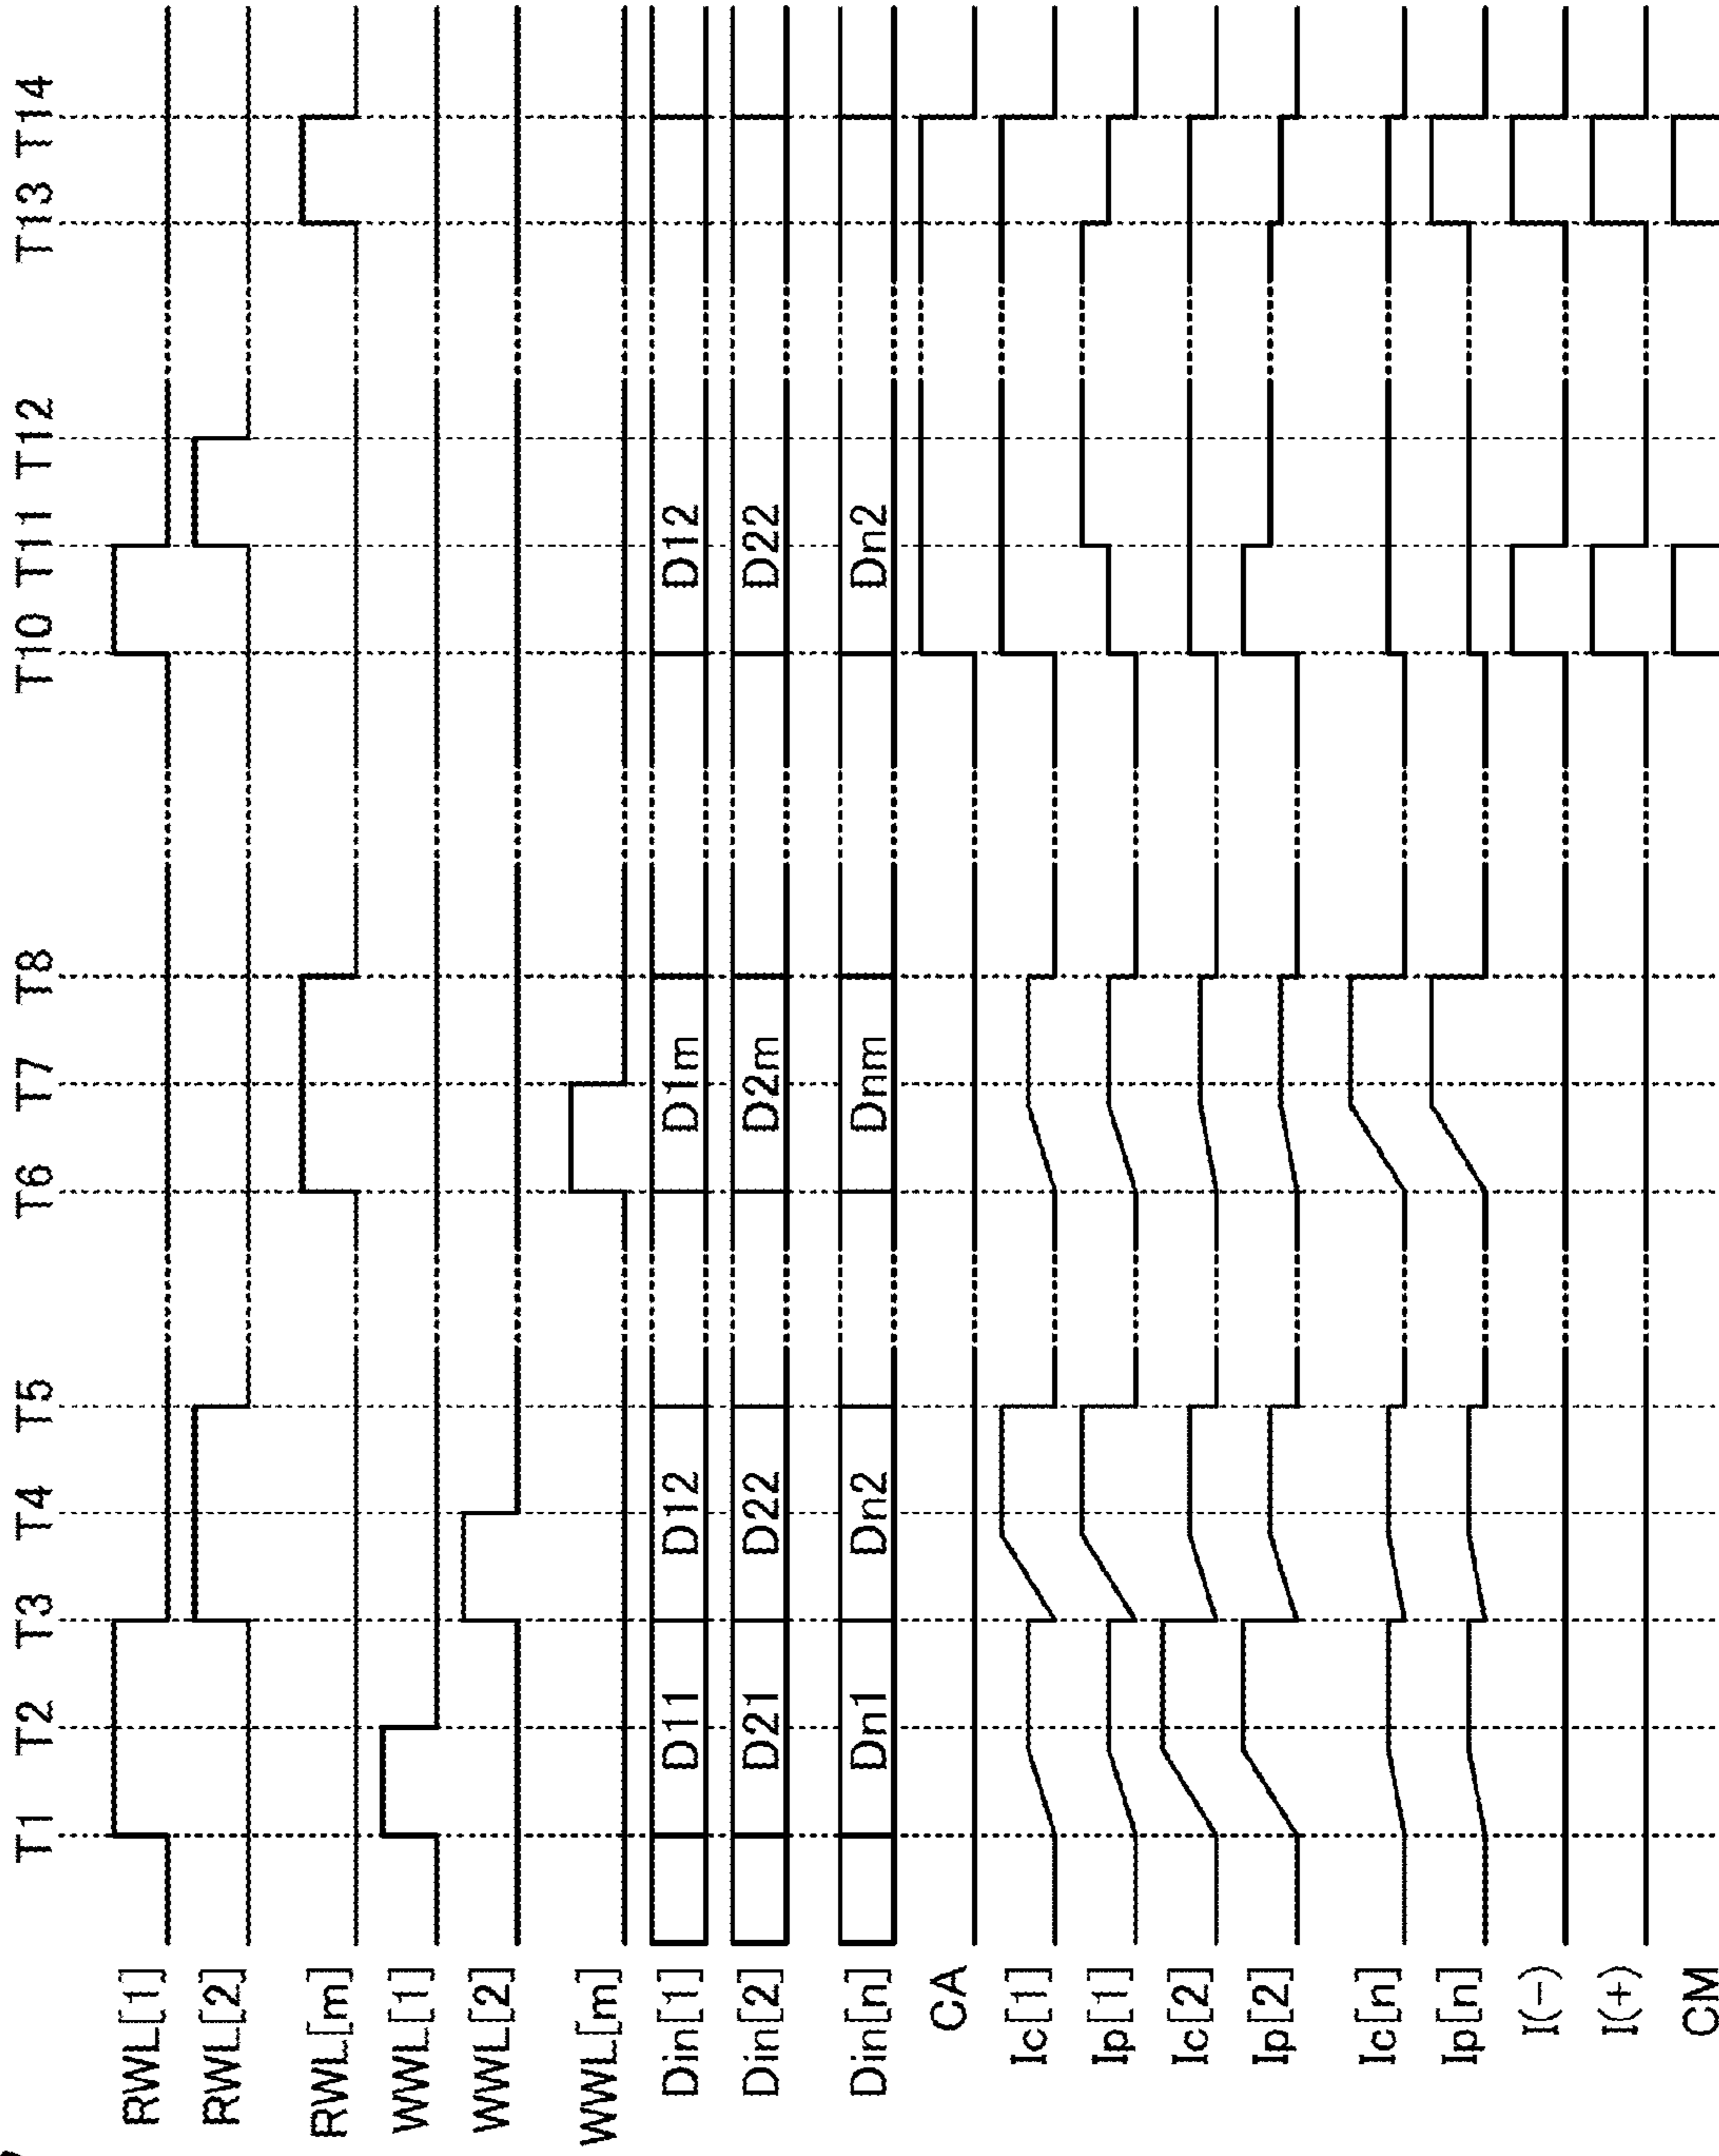 T1 T2 T3 T4 T5 T6 T7 T8 T10 T11 T12 T13 T14
RWL[1]
RWL[2]
RWL[m]
WWL[1]
WWL[2]
WWL[m]
Din[1] D11 D12 D1m D12
Din[2] D21 D22 D2m D22
Din[n] Dn1 Dn2 Dnm Dn2
CA
Ic[1]
Ip[1]
Ic[2]
Ip[2]
Ic[n]
Ip[n]
I(-)
I(+)
CM